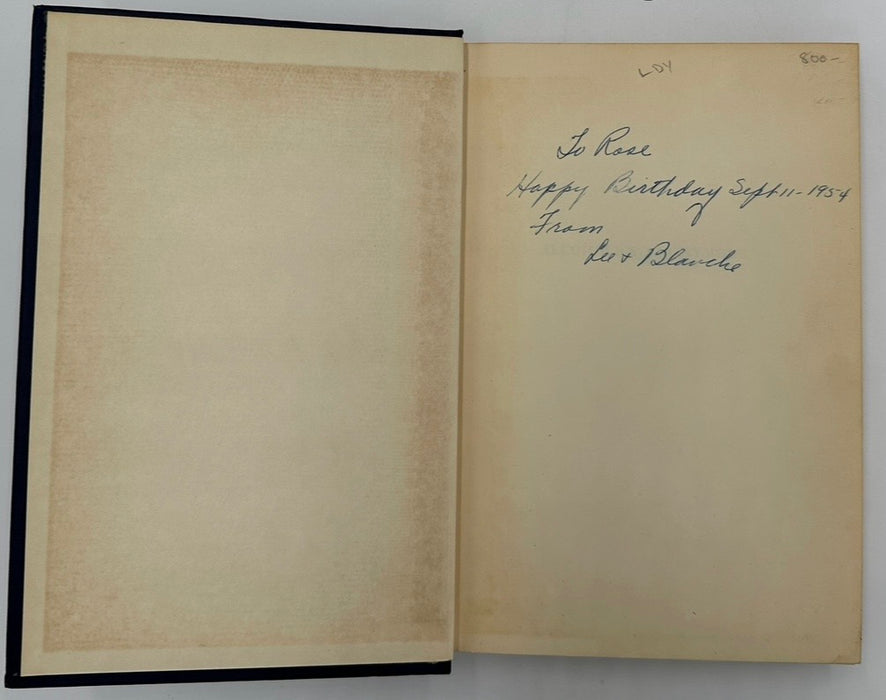 LDY
800-
To Rose
Happy Birthday Sept 11-1954
From
Lee + Blanche